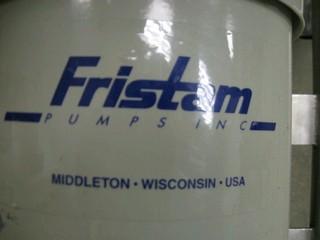 Fristam
PUMPS INC
MIDDLETON • WISCONSIN • USA